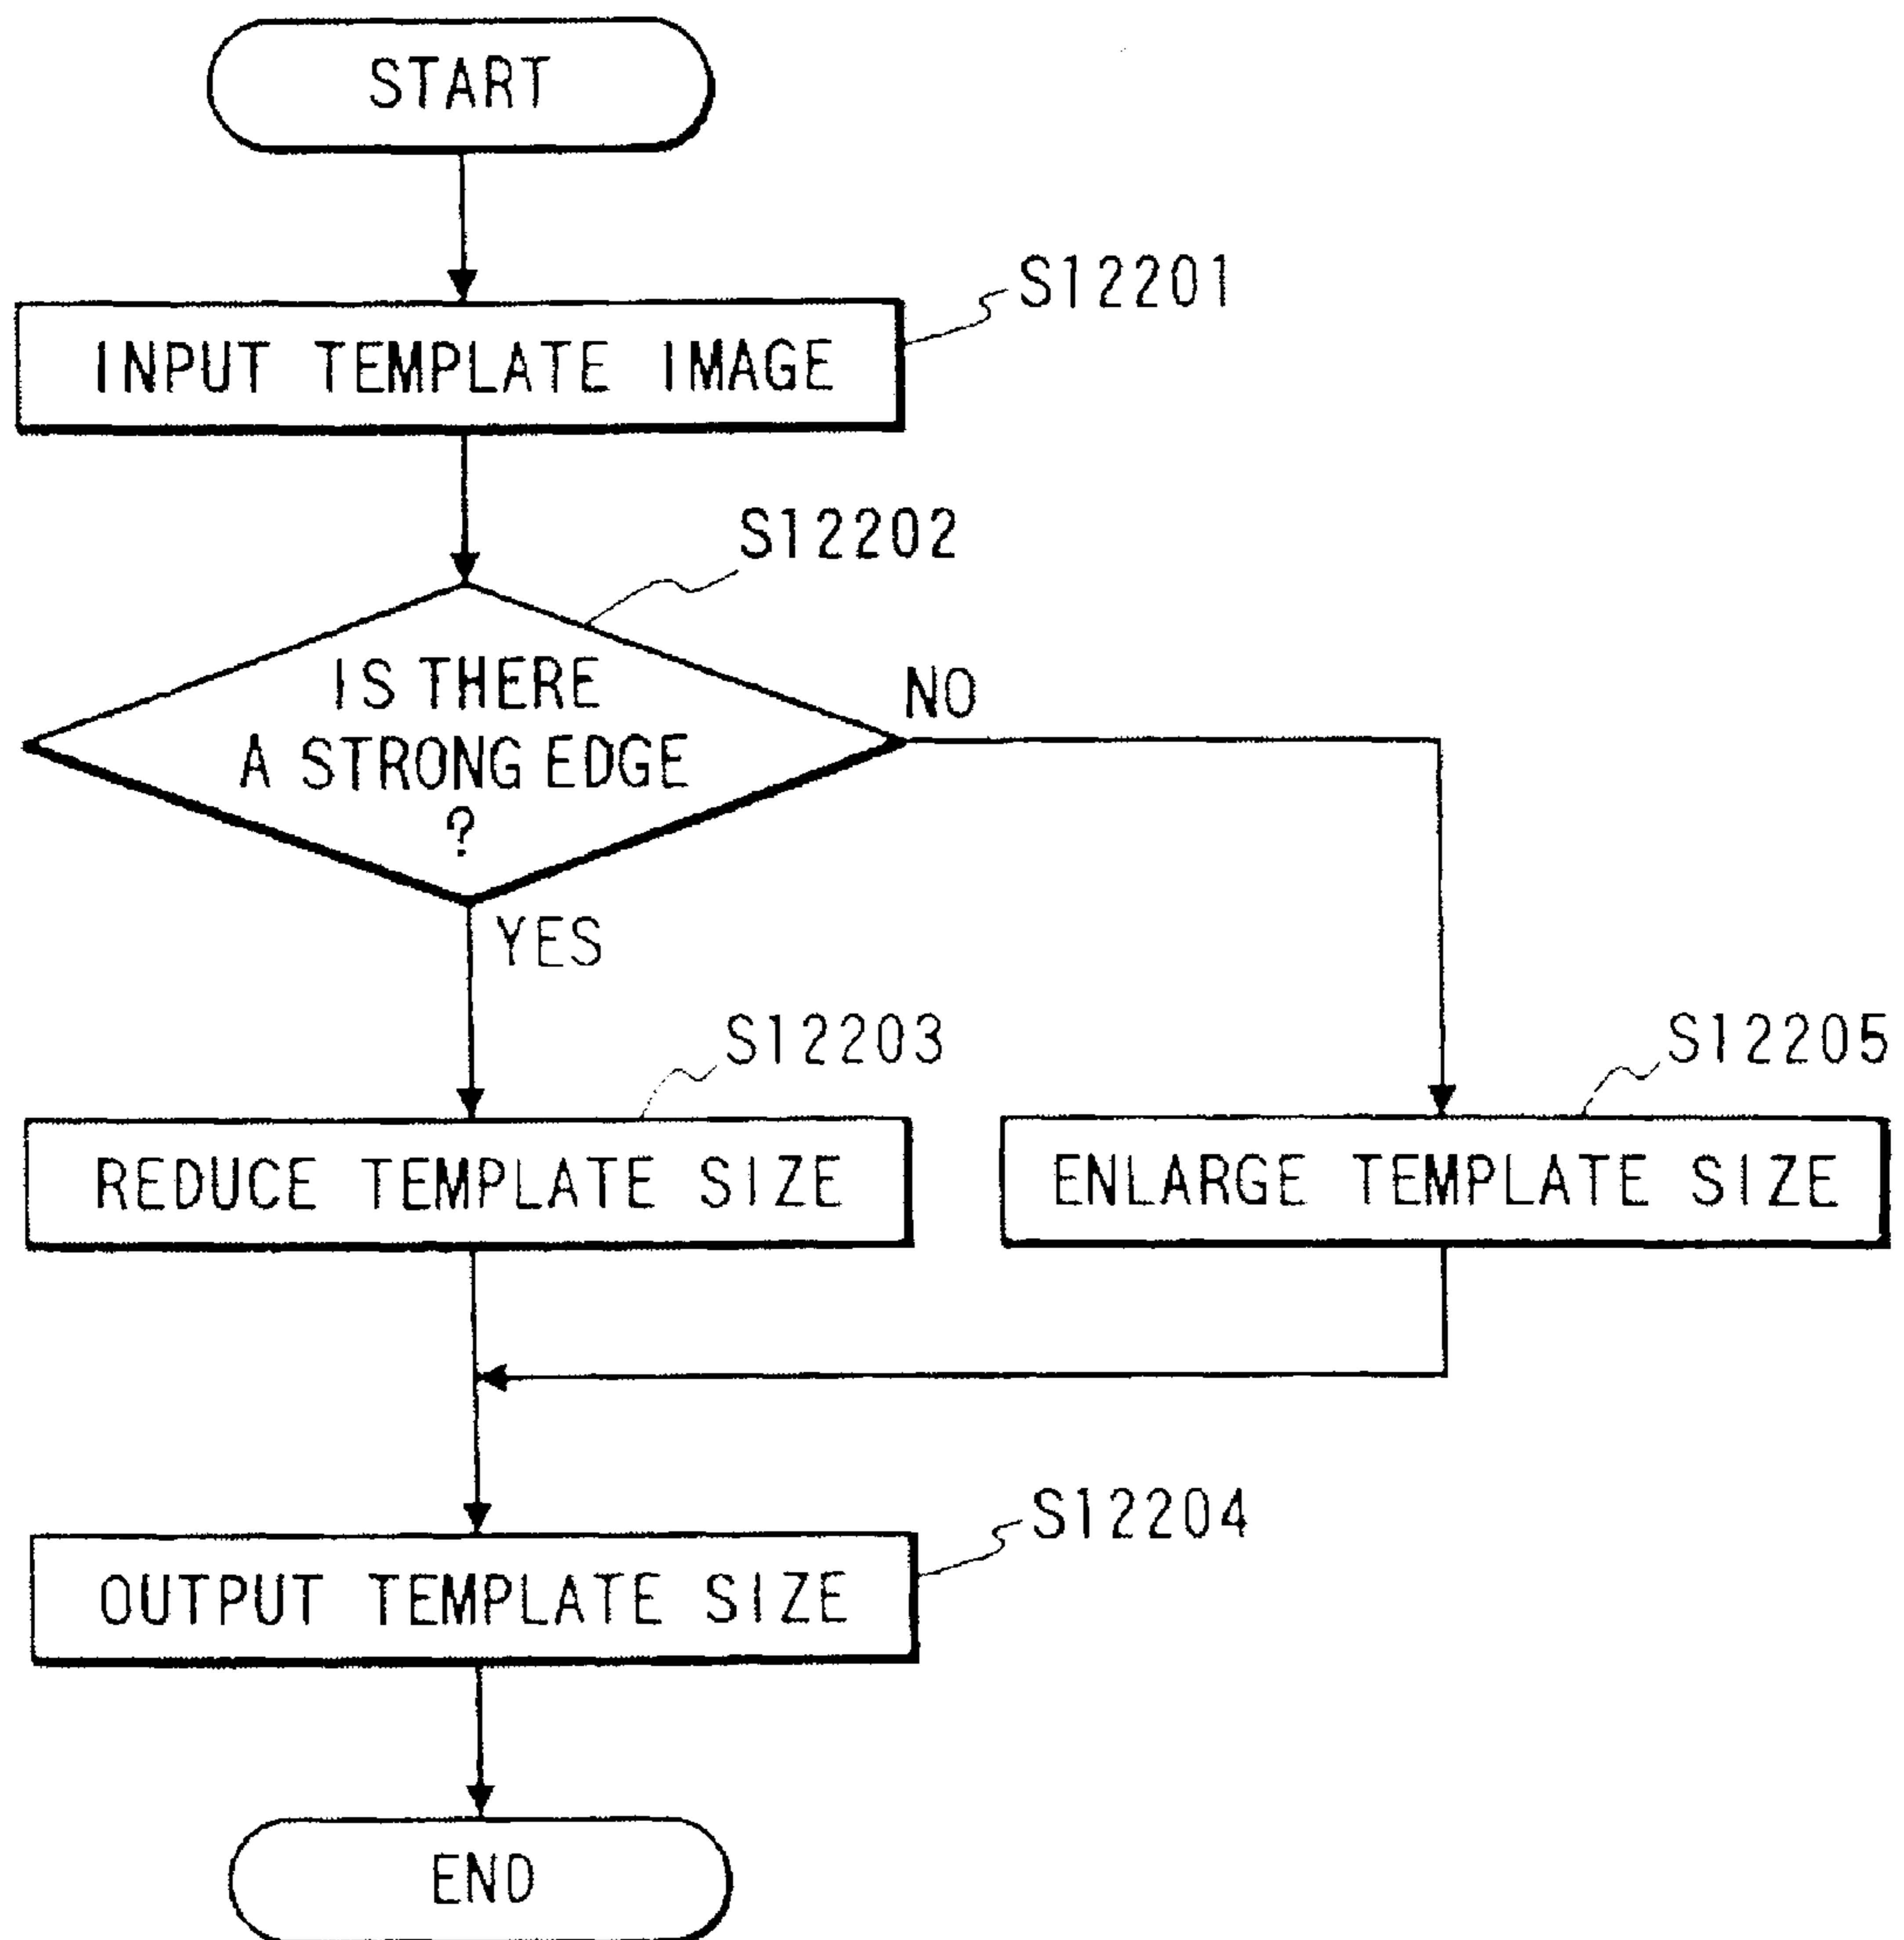 START
S12201
INPUT TEMPLATE IMAGE
S12202
IS THERE
A STRONG EDGE
?
NO
YES
S12203
S12205
REDUCE TEMPLATE SIZE
ENLARGE TEMPLATE SIZE
S12204
OUTPUT TEMPLATE SIZE
END